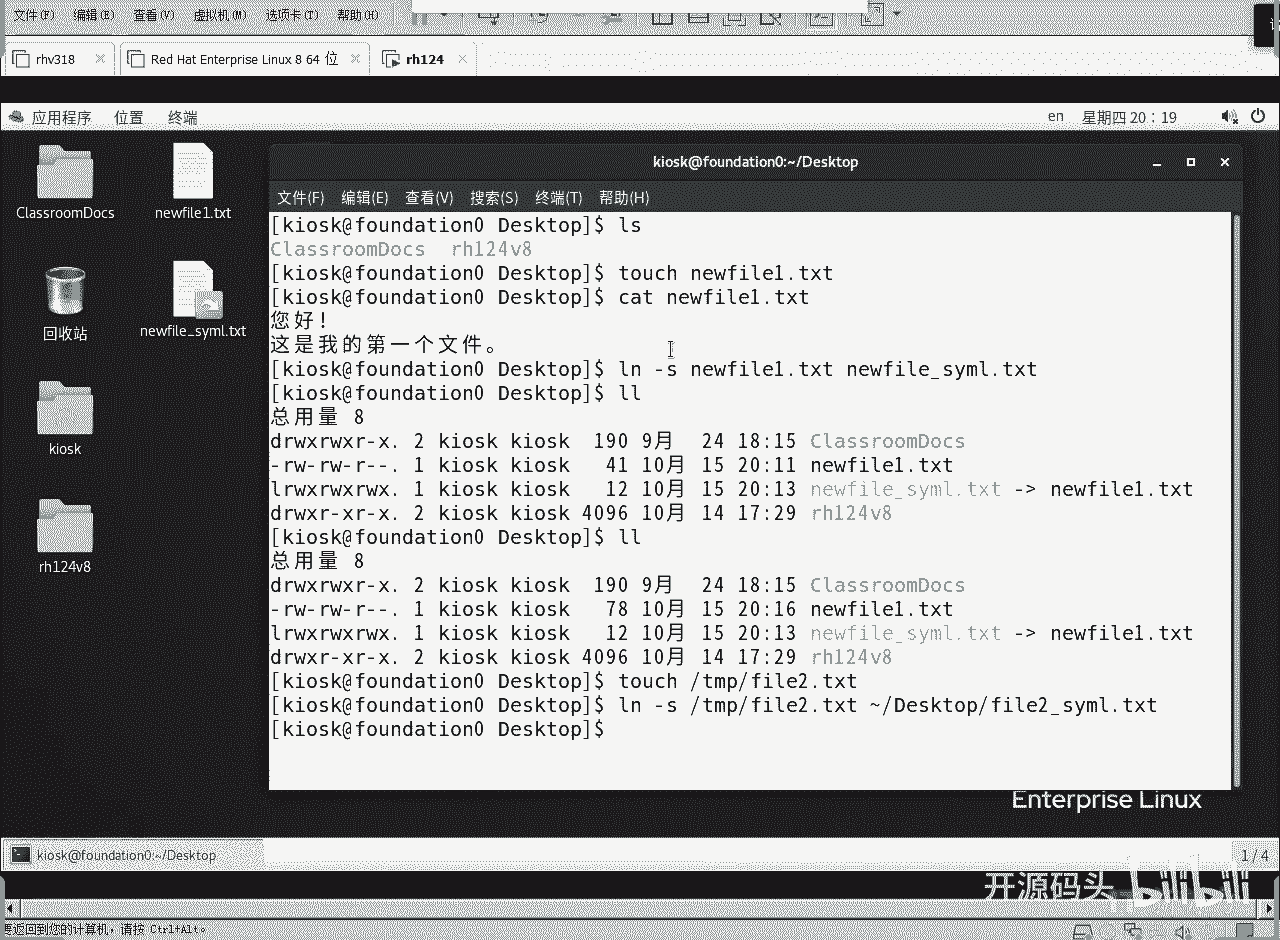 文件(F) 编辑(E) 查看(V) 虚拟机(M) 选项卡(T) 帮助(H)
rhv318 Red Hat Enterprise Linux 8 64 位 rh124
应用程序 位置 终端 en 星期四 20：19
ClassroomDocs
newfile1.txt
回收站
newfile_syml.txt
kiosk
rh124v8
kiosk@foundation0:~/Desktop
文件(F) 编辑(E) 查看(V) 搜索(S) 终端(T) 帮助(H)
[kiosk@foundation0 Desktop]$ ls
ClassroomDocs rh124v8
[kiosk@foundation0 Desktop]$ touch newfile1.txt
[kiosk@foundation0 Desktop]$ cat newfile1.txt
您好！
这是我的第一个文件。
[kiosk@foundation0 Desktop]$ ln -s newfile1.txt newfile_syml.txt
[kiosk@foundation0 Desktop]$ ll
总用量 8
drwxrwxr-x. 2 kiosk kiosk 190 9月 24 18:15 ClassroomDocs
-rw-rw-r--. 1 kiosk kiosk 41 10月 15 20:11 newfile1.txt
lrwxrwxrwx. 1 kiosk kiosk 12 10月 15 20:13 newfile_syml.txt -> newfile1.txt
drwxr-xr-x. 2 kiosk kiosk 4096 10月 14 17:29 rh124v8
[kiosk@foundation0 Desktop]$ ll
总用量 8
drwxrwxr-x. 2 kiosk kiosk 190 9月 24 18:15 ClassroomDocs
-rw-rw-r--. 1 kiosk kiosk 78 10月 15 20:16 newfile1.txt
lrwxrwxrwx. 1 kiosk kiosk 12 10月 15 20:13 newfile_syml.txt -> newfile1.txt
drwxr-xr-x. 2 kiosk kiosk 4096 10月 14 17:29 rh124v8
[kiosk@foundation0 Desktop]$ touch /tmp/file2.txt
[kiosk@foundation0 Desktop]$ ln -s /tmp/file2.txt ~/Desktop/file2_syml.txt
[kiosk@foundation0 Desktop]$
Enterprise Linux
kiosk@foundation0:~/Desktop 1 / 4
开源码头 bilibili
要返回到您的计算机，请按 Ctrl+Alt。